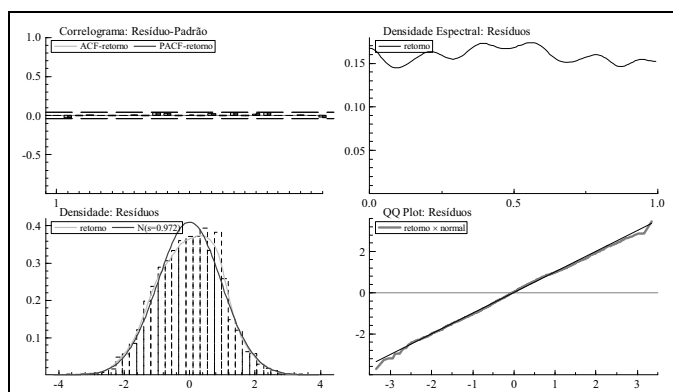 Correlograma: Resíduo-Padrão
ACF-retorno PACF-retorno
1.0
0.5
0.0
-0.5
1
Densidade Espectral: Resíduos
retorno
0.15
0.10
0.05
0.0 0.5 1.0
Densidade: Resíduos
retorno N(s=0.972)
0.4
0.3
0.2
0.1
-4 -2 0 2 4
QQ Plot: Resíduos
retorno × normal
2
0
-2
-3 -2 -1 0 1 2 3